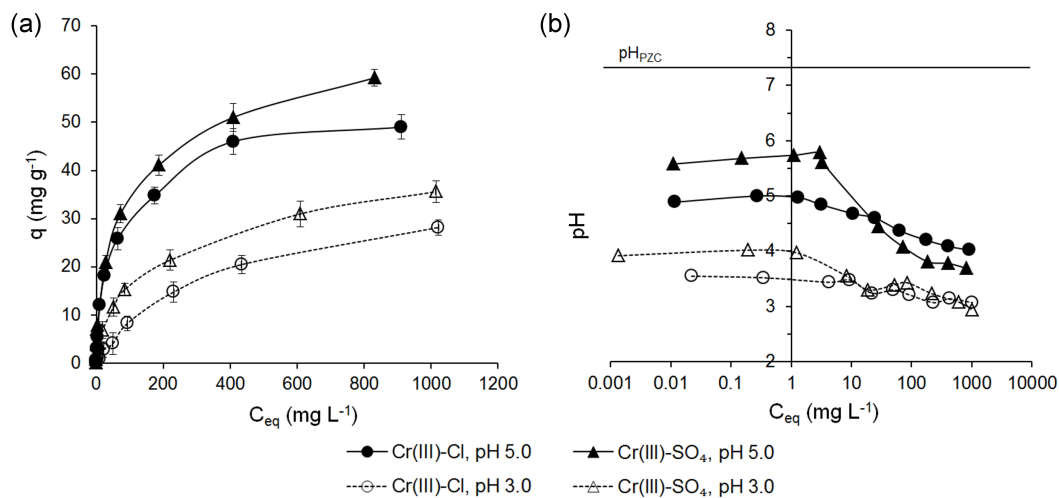 (a)
70
60
50
40
30
20
10
0
q (mg g⁻¹)
0 200 400 600 800 1000 1200
C_eq (mg L⁻¹)
(b)
8
7
6
5
4
3
2
pH
pH_PZC
0.001 0.01 0.1 1 10 100 1000 10000
C_eq (mg L⁻¹)
Cr(III)-Cl, pH 5.0 Cr(III)-SO₄, pH 5.0
Cr(III)-Cl, pH 3.0 Cr(III)-SO₄, pH 3.0